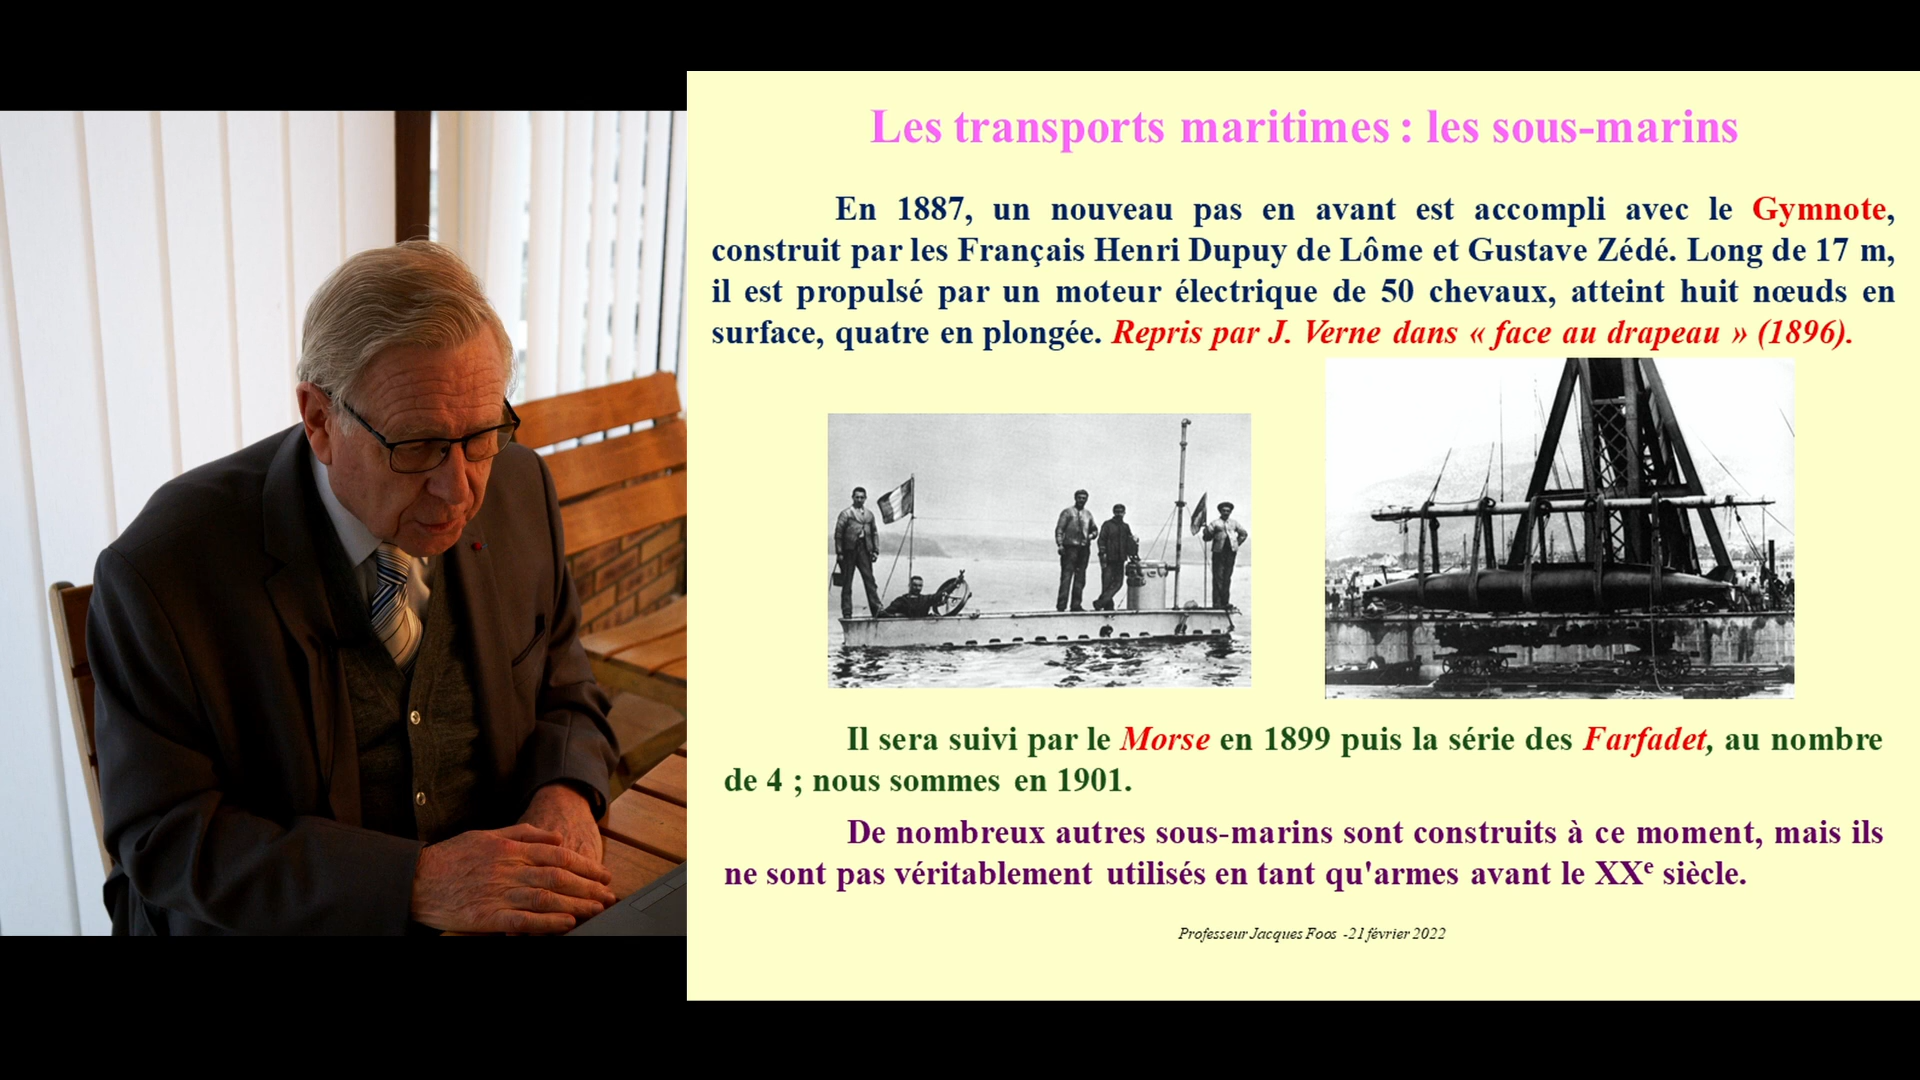 Les transports maritimes : les sous-marins
En 1887, un nouveau pas en avant est accompli avec le Gymnote,
construit par les Français Henri Dupuy de Lôme et Gustave Zédé. Long de 17 m,
il est propulsé par un moteur électrique de 50 chevaux, atteint huit nœuds en
surface, quatre en plongée. Repris par J. Verne dans « face au drapeau » (1896).
Il sera suivi par le Morse en 1899 puis la série des Farfadet, au nombre
de 4 ; nous sommes en 1901.
De nombreux autres sous-marins sont construits à ce moment, mais ils
ne sont pas véritablement utilisés en tant qu'armes avant le XXe siècle.
Professeur Jacques Foos -21 février 2022